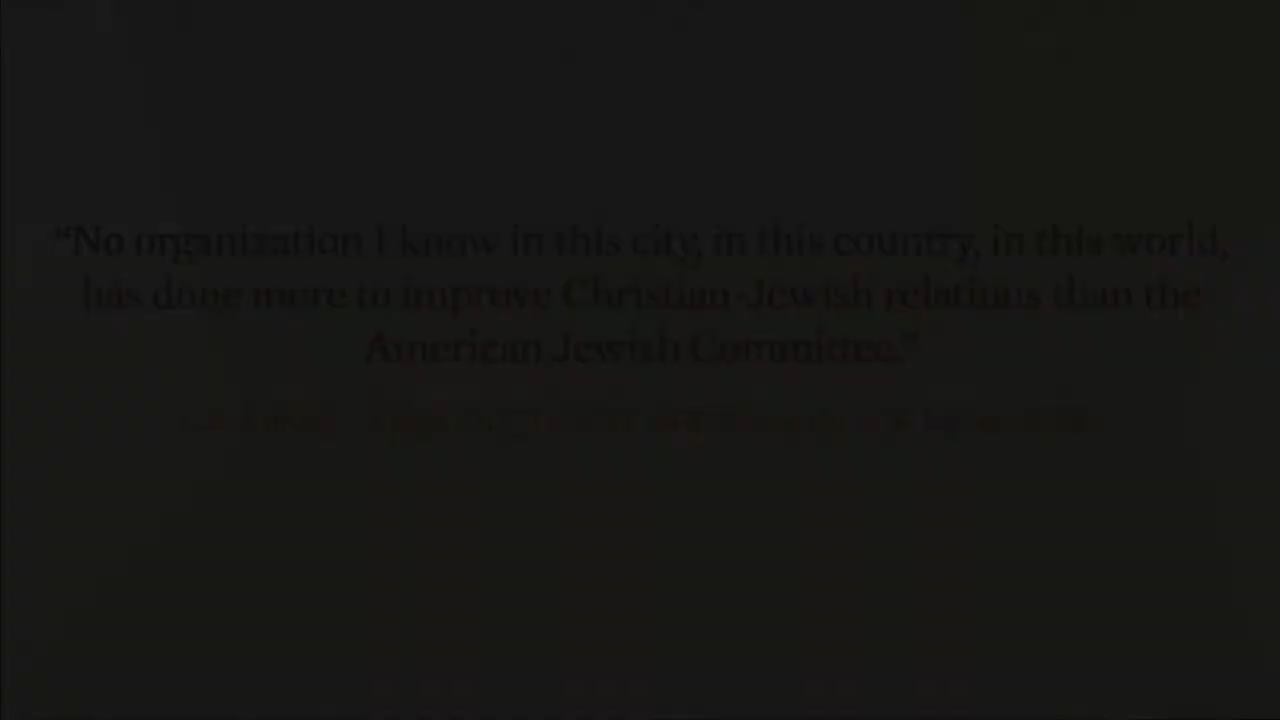 “No organization I know in this city, in this country, in this world,
has done more to improve Christian-Jewish relations than the
American Jewish Committee.”